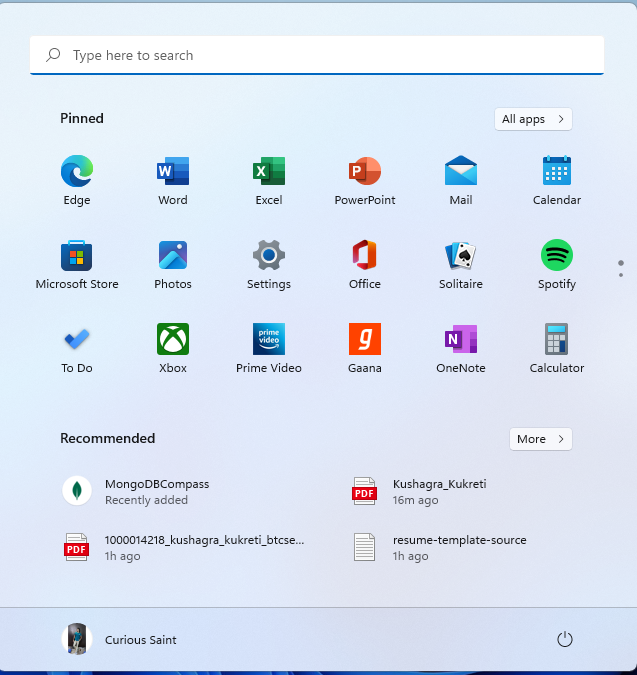 Type here to search
Pinned
All apps
Edge
Word
Excel
PowerPoint
Mail
Calendar
Microsoft Store
Photos
Settings
Office
Solitaire
Spotify
To Do
Xbox
prime video
Prime Video
Gaana
OneNote
Calculator
Recommended
More
MongoDBCompass
Recently added
PDF
Kushagra_Kukreti
16m ago
PDF
1000014218_kushagra_kukreti_btcse...
1h ago
resume-template-source
1h ago
Curious Saint